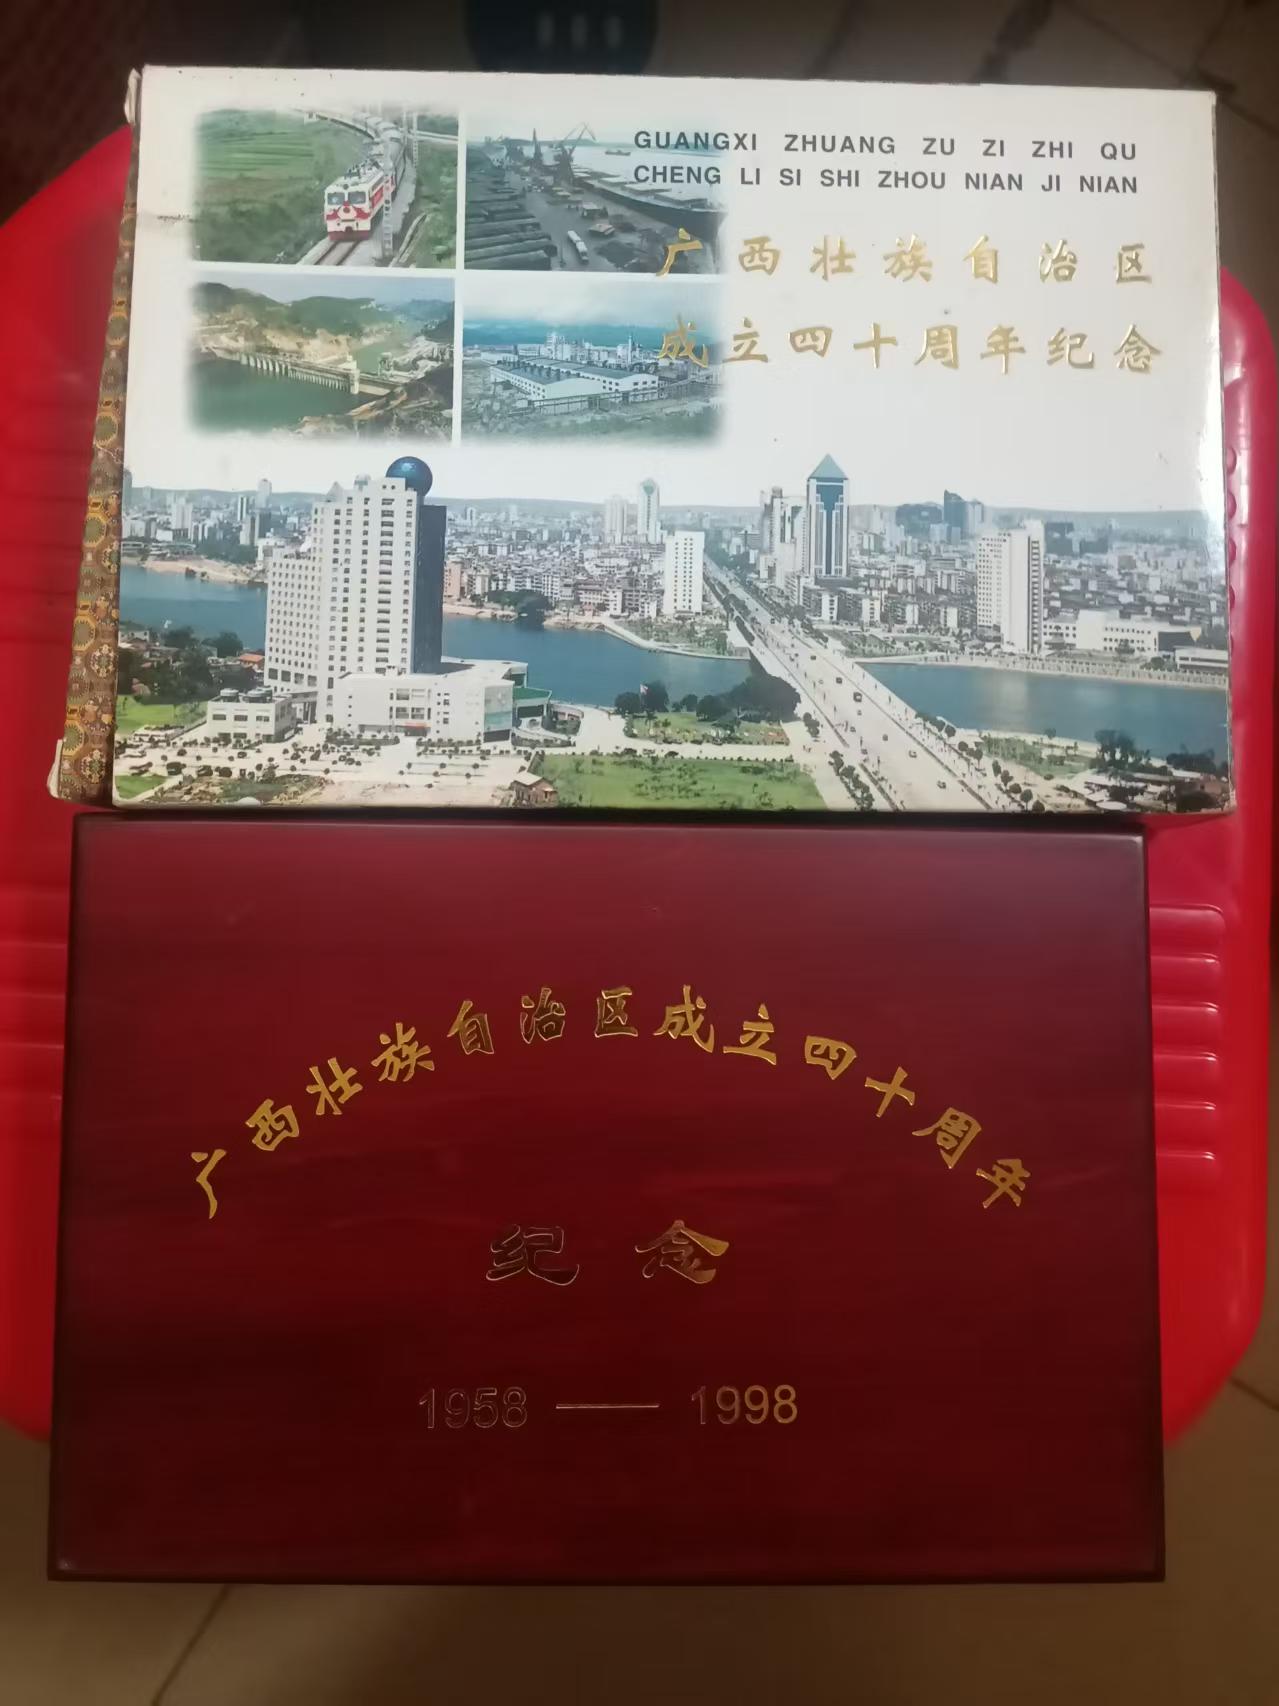 GUANGXI ZHUANG ZU ZI ZHI QU
CHENG LI SI SHI ZHOU NIAN JI NIAN
广西壮族自治区
成立四十周年纪念
广西壮族自治区成立四十周年
纪念
1958 — 1998